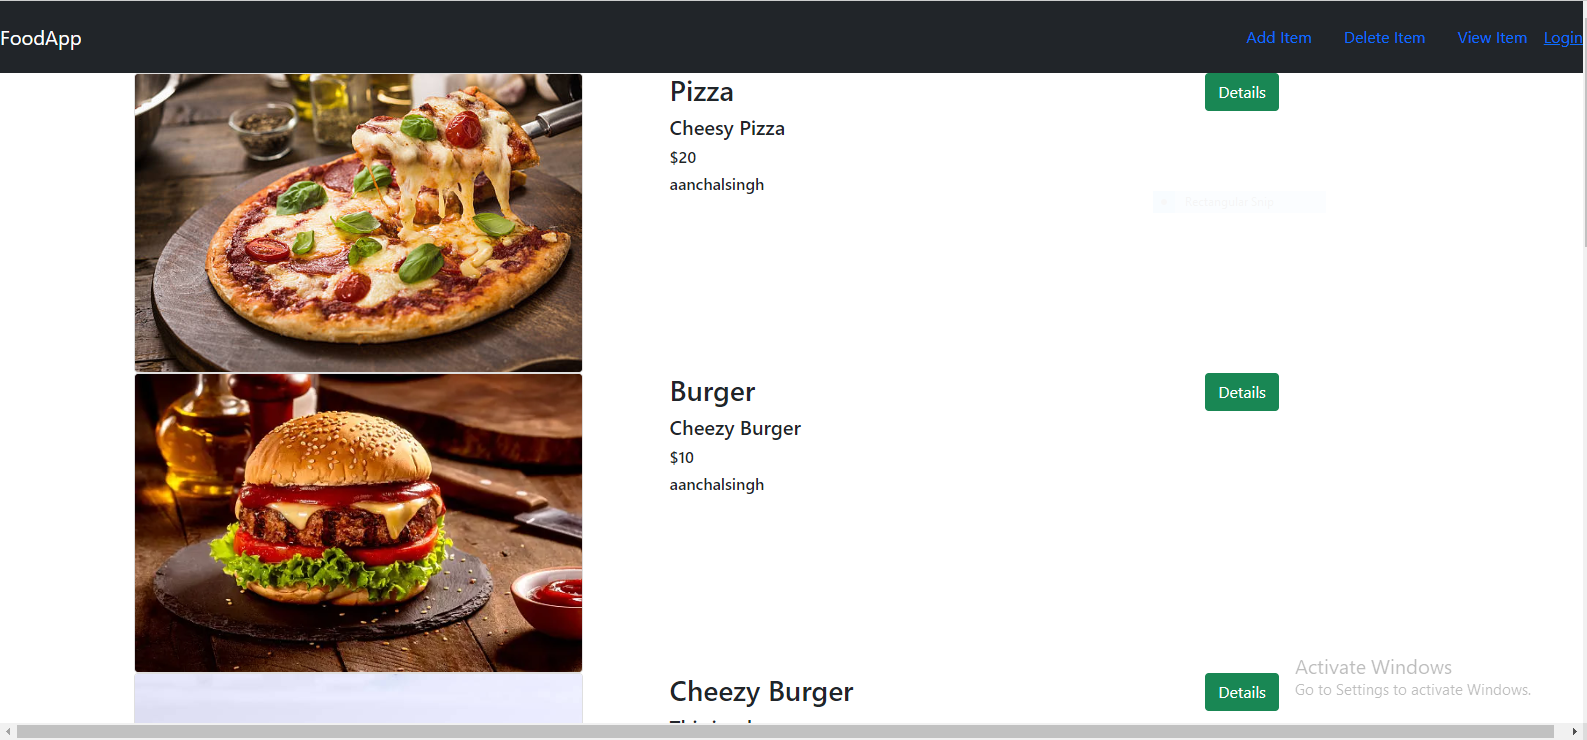 FoodApp
Add Item Delete Item View Item Login
Pizza
Details
Cheesy Pizza
$20
aanchalsingh
Rectangular Snip
Burger
Details
Cheezy Burger
$10
aanchalsingh
Cheezy Burger
Details
Activate Windows
Go to Settings to activate Windows.